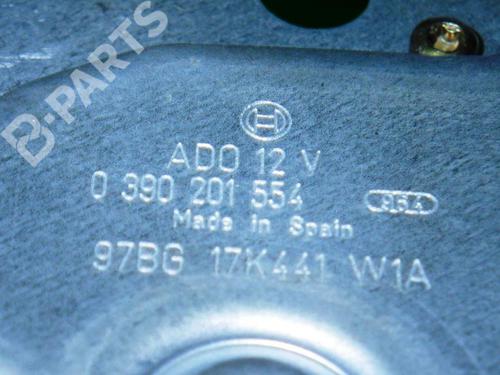 B-PARTS
ADO 12 V
0 390 201 554
954
Made in Spain
97BG 17K441 W1A